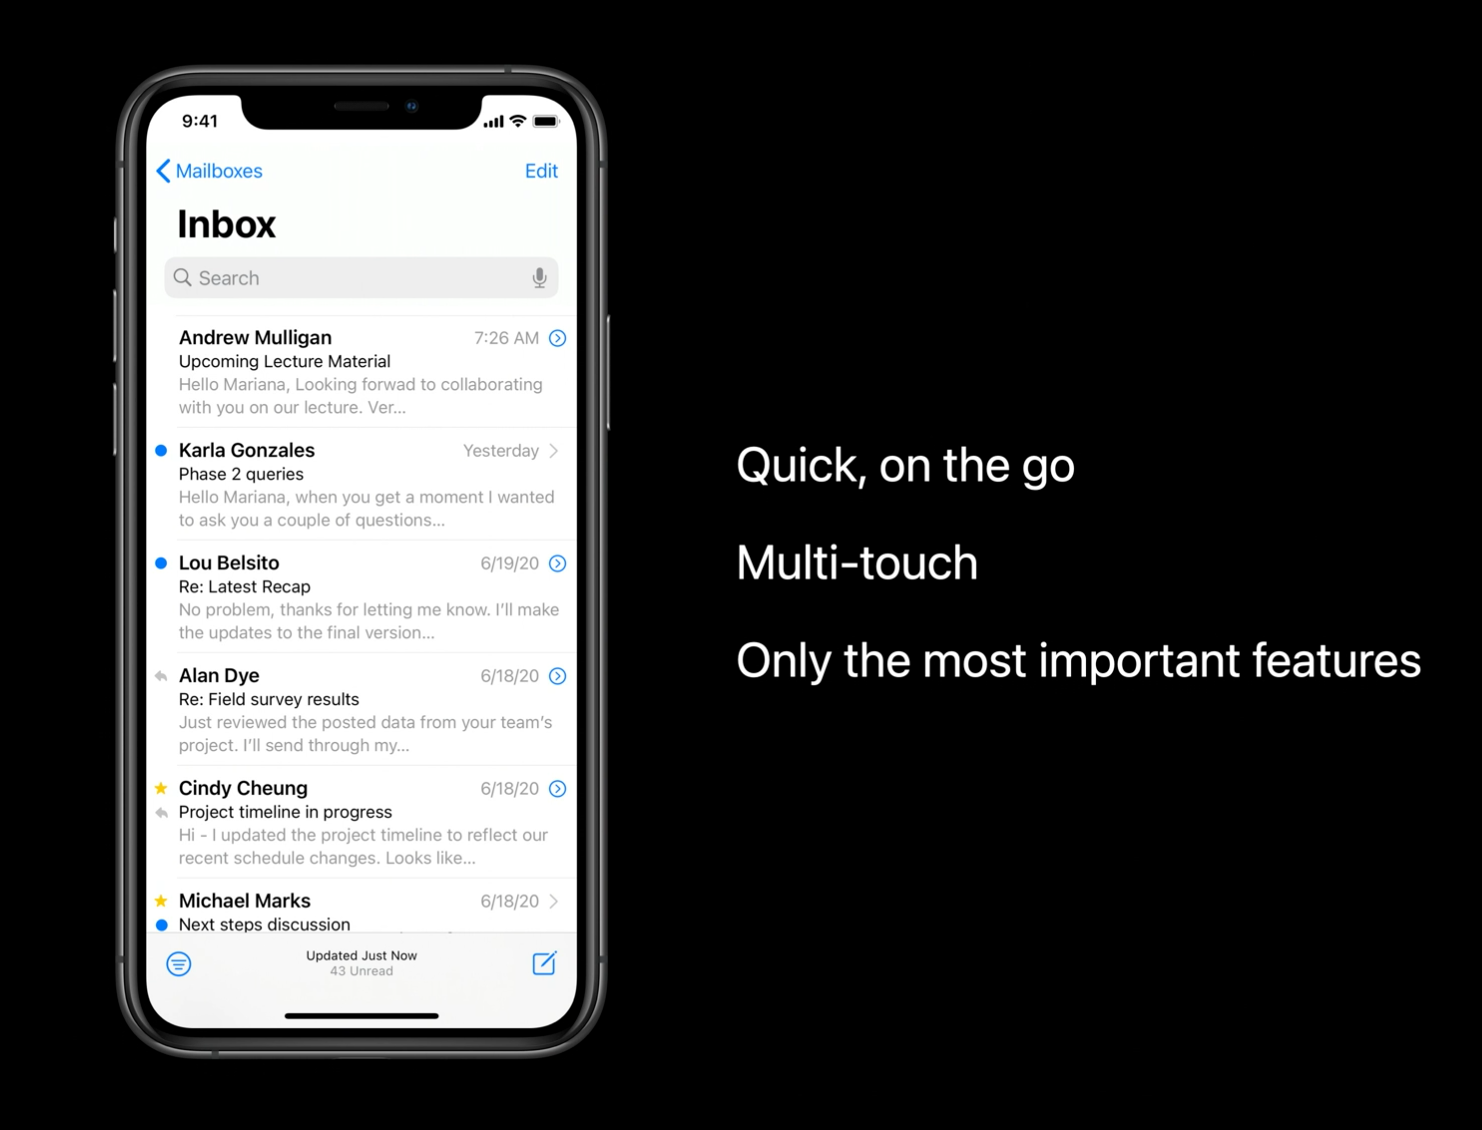 9:41
Mailboxes
Edit
Inbox
Search
Andrew Mulligan
7:26 AM
Upcoming Lecture Material
Hello Mariana, Looking forwad to collaborating
with you on our lecture. Ver...
Karla Gonzales
Yesterday
Phase 2 queries
Hello Mariana, when you get a moment I wanted
to ask you a couple of questions...
Lou Belsito
6/19/20
Re: Latest Recap
No problem, thanks for letting me know. I'll make
the updates to the final version...
Alan Dye
6/18/20
Re: Field survey results
Just reviewed the posted data from your team's
project. I'll send through my...
Cindy Cheung
6/18/20
Project timeline in progress
Hi - I updated the project timeline to reflect our
recent schedule changes. Looks like...
Michael Marks
6/18/20
Next steps discussion
Updated Just Now
43 Unread
Quick, on the go
Multi-touch
Only the most important features